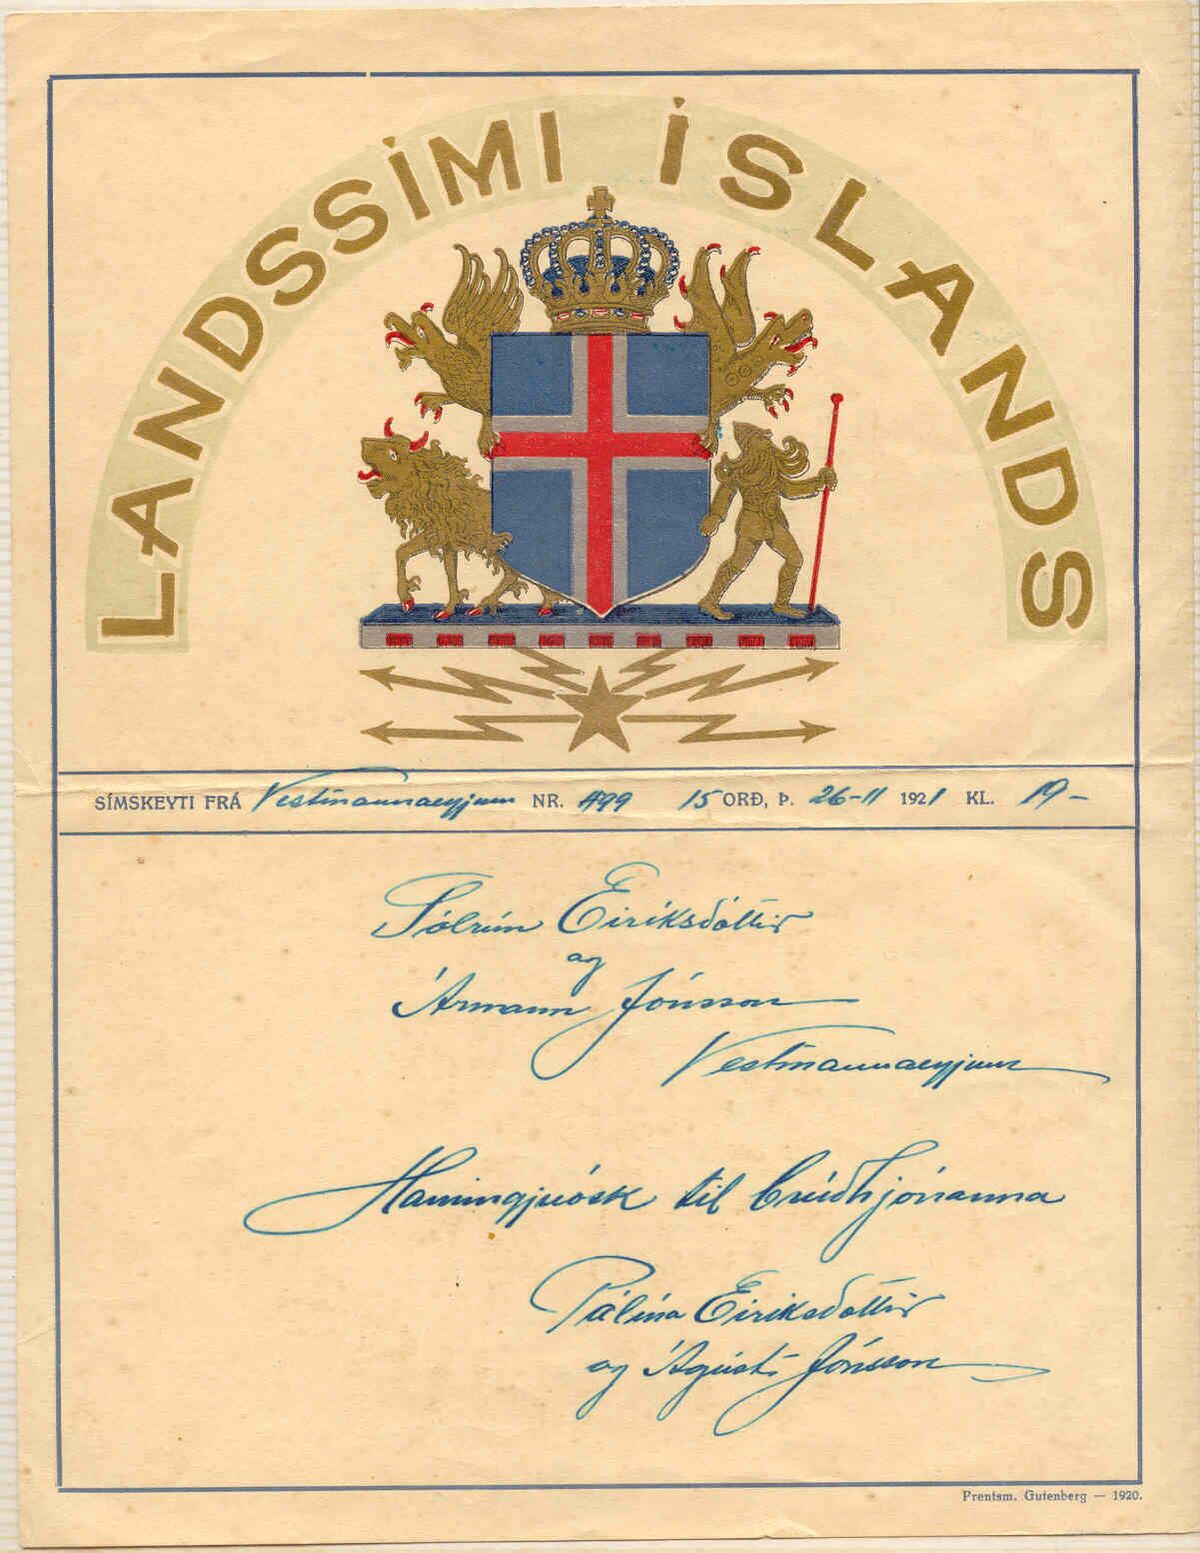 LANDSSÍMI ÍSLANDS
SÍMSKEYTI FRÁ Vestmannaeyjum NR. 499 15 ORÐ, Þ. 26-11 1921 KL. 19-
Sólrún Eiríksdóttir
og
Ármann Jónsson
Vestmannaeyjum
Hamingjuósk til brúðhjónanna
Pálína Eiríksdóttir
og Ágúst Jónsson
Prentsm. Gutenberg — 1920.